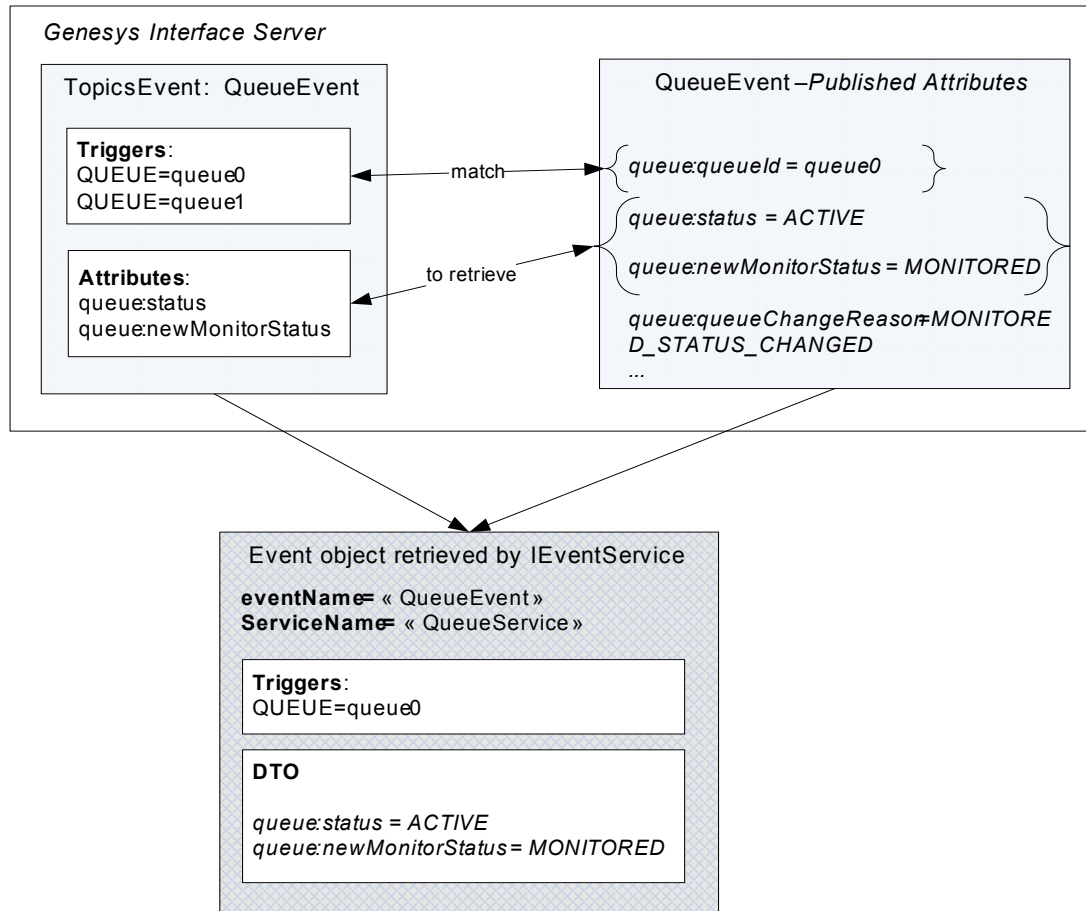 Genesys Interface Server
TopicsEvent: QueueEvent
Triggers:
QUEUE=queue0
QUEUE=queue1
Attributes:
queue:status
queue:newMonitorStatus
match
to retrieve
QueueEvent –Published Attributes
queue:queueId = queue0
queue:status = ACTIVE
queue:newMonitorStatus = MONITORED
queue:queueChangeReason=MONITORE
D_STATUS_CHANGED
...
Event object retrieved by IEventService
eventName= « QueueEvent »
ServiceName= « QueueService »
Triggers:
QUEUE=queue0
DTO
queue:status = ACTIVE
queue:newMonitorStatus = MONITORED